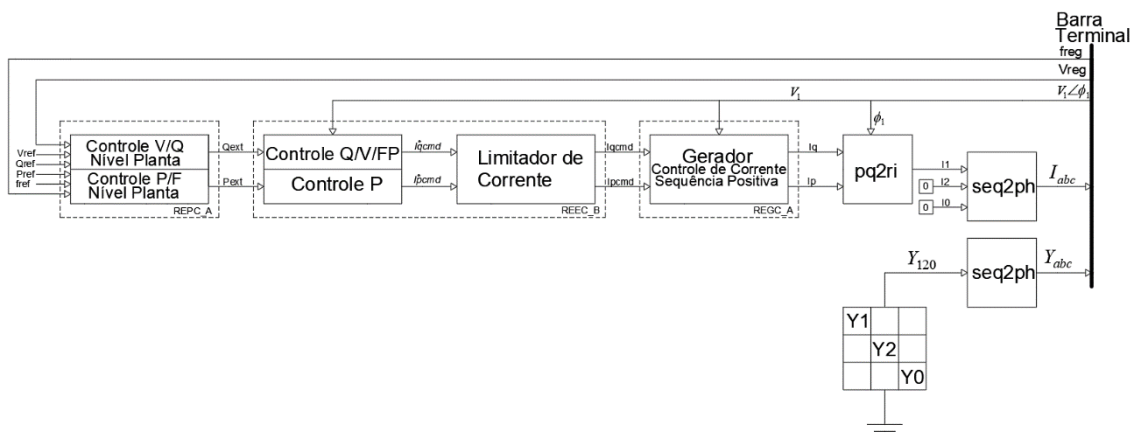 Barra
Terminal
freg
Vreg
V₁∠ϕ₁
V₁
ϕ₁
Vref
Qref
Pref
fref
Controle V/Q
Nível Planta
Controle P/F
Nível Planta
REPC_A
Qext
Pext
Controle Q/V/FP
Controle P
Iqcmd
Ipcmd
Limitador de
Corrente
REEC_B
Iqcmd
Ipcmd
Gerador
Controle de Corrente
Sequência Positiva
REGC_A
Iq
Ip
pq2ri
I1
0 I2
0 I0
seq2ph
Iabc
Y120
seq2ph
Yabc
Y1
Y2
Y0